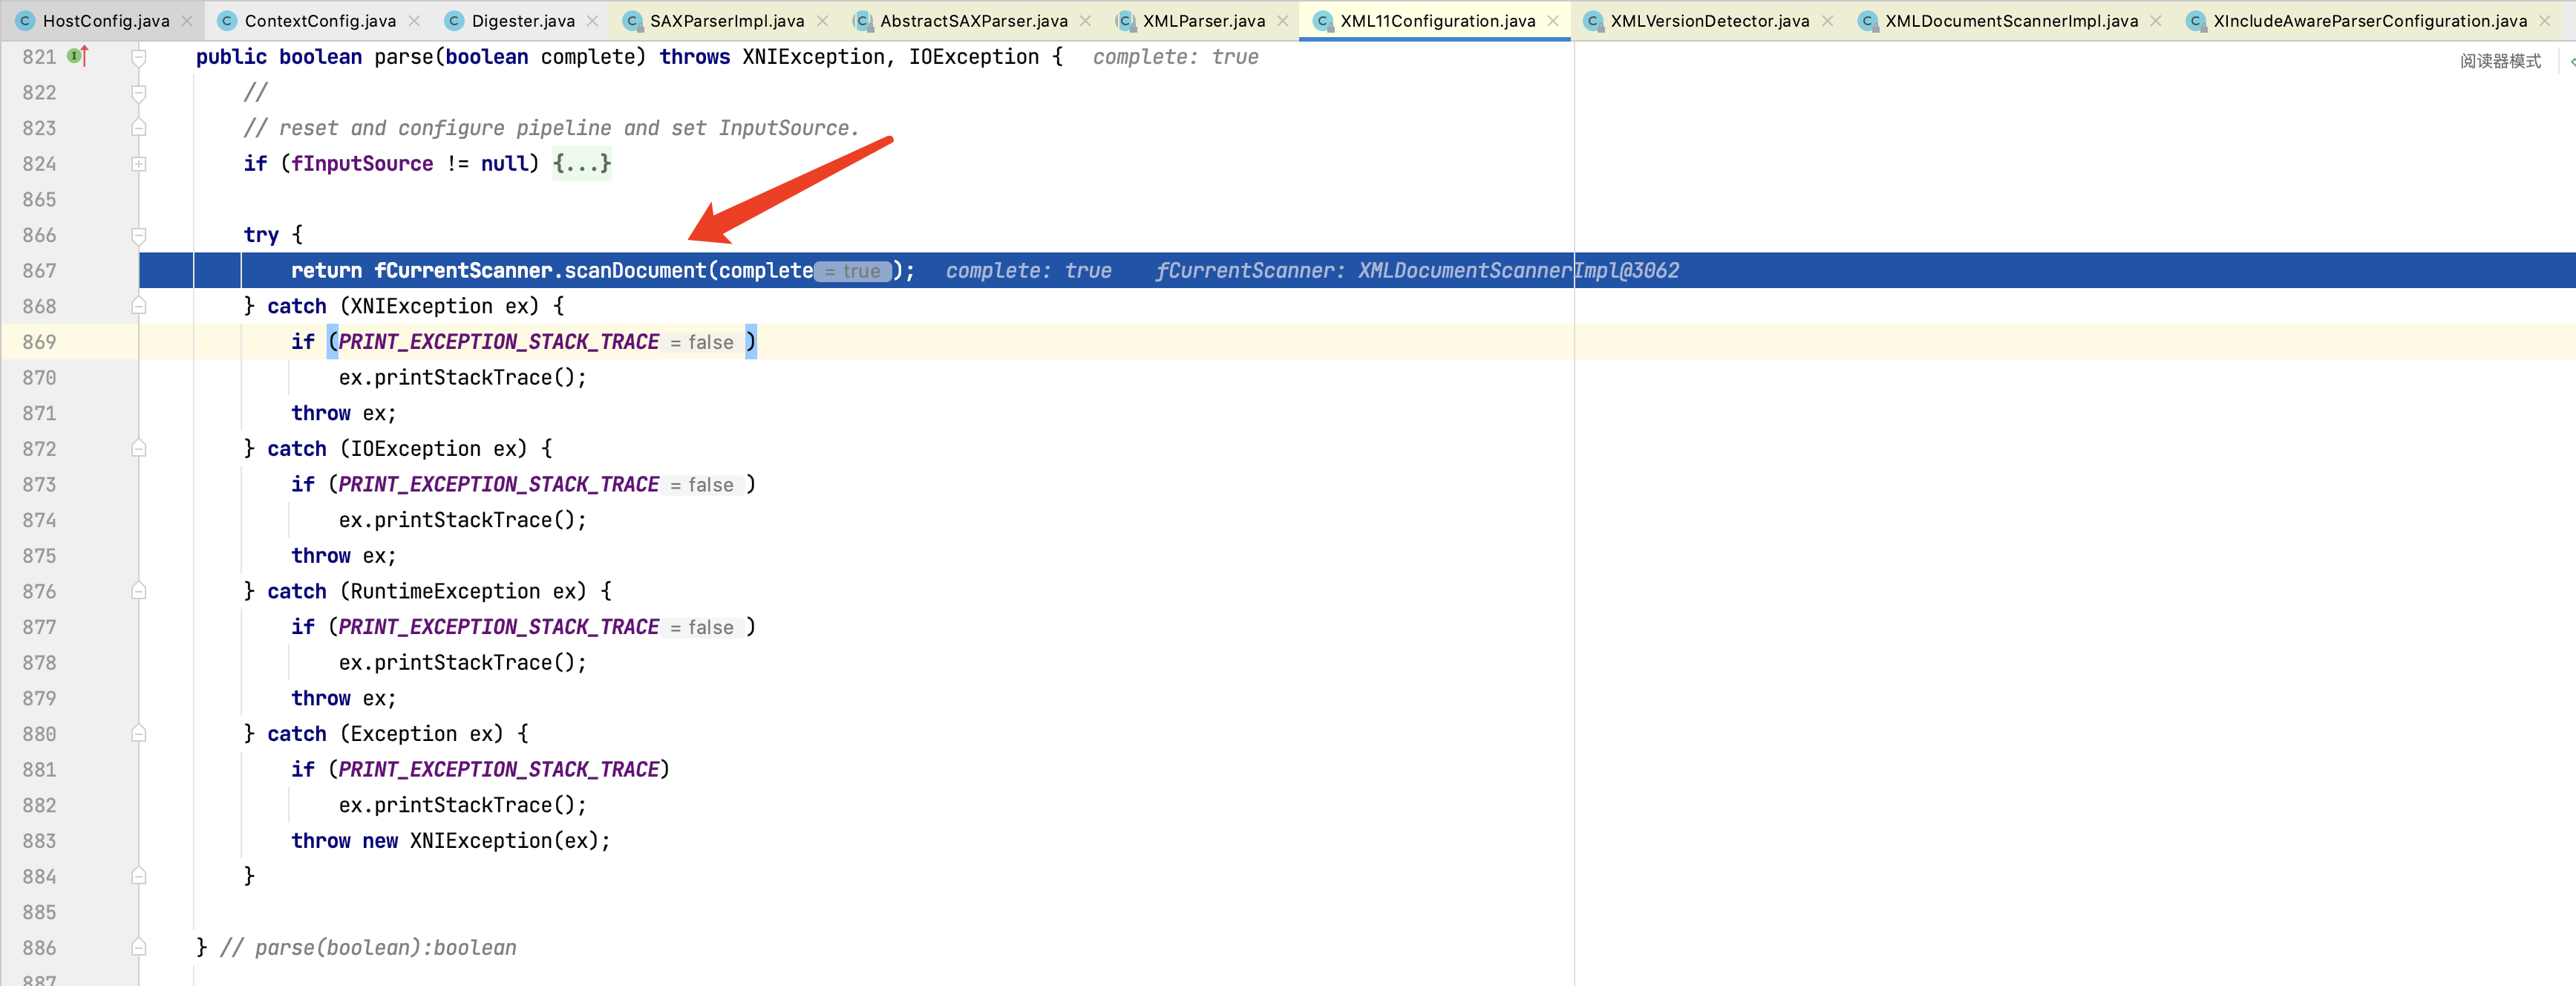 HostConfig.java ContextConfig.java Digester.java SAXParserImpl.java AbstractSAXParser.java XMLParser.java XML11Configuration.java XMLVersionDetector.java XMLDocumentScannerImpl.java XIncludeAwareParserConfiguration.java
821 public boolean parse(boolean complete) throws XNIException, IOException { complete: true
阅读器模式
822 //
823 // reset and configure pipeline and set InputSource.
824 if (fInputSource != null) {...}
865
866 try {
867 return fCurrentScanner.scanDocument(complete = true ); complete: true fCurrentScanner: XMLDocumentScannerImpl@3062
868 } catch (XNIException ex) {
869 if (PRINT_EXCEPTION_STACK_TRACE = false )
870 ex.printStackTrace();
871 throw ex;
872 } catch (IOException ex) {
873 if (PRINT_EXCEPTION_STACK_TRACE = false )
874 ex.printStackTrace();
875 throw ex;
876 } catch (RuntimeException ex) {
877 if (PRINT_EXCEPTION_STACK_TRACE = false )
878 ex.printStackTrace();
879 throw ex;
880 } catch (Exception ex) {
881 if (PRINT_EXCEPTION_STACK_TRACE)
882 ex.printStackTrace();
883 throw new XNIException(ex);
884 }
885
886 } // parse(boolean):boolean
887